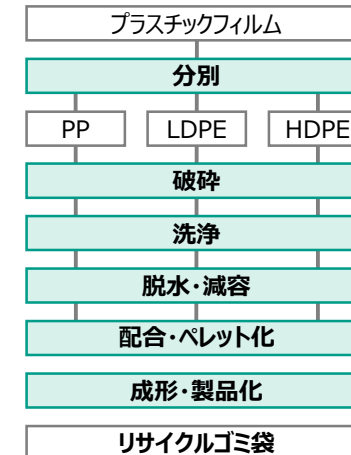 プラスチックフィルム
分別
PP LDPE HDPE
破砕
洗浄
脱水・減容
配合・ペレット化
成形・製品化
リサイクルゴミ袋